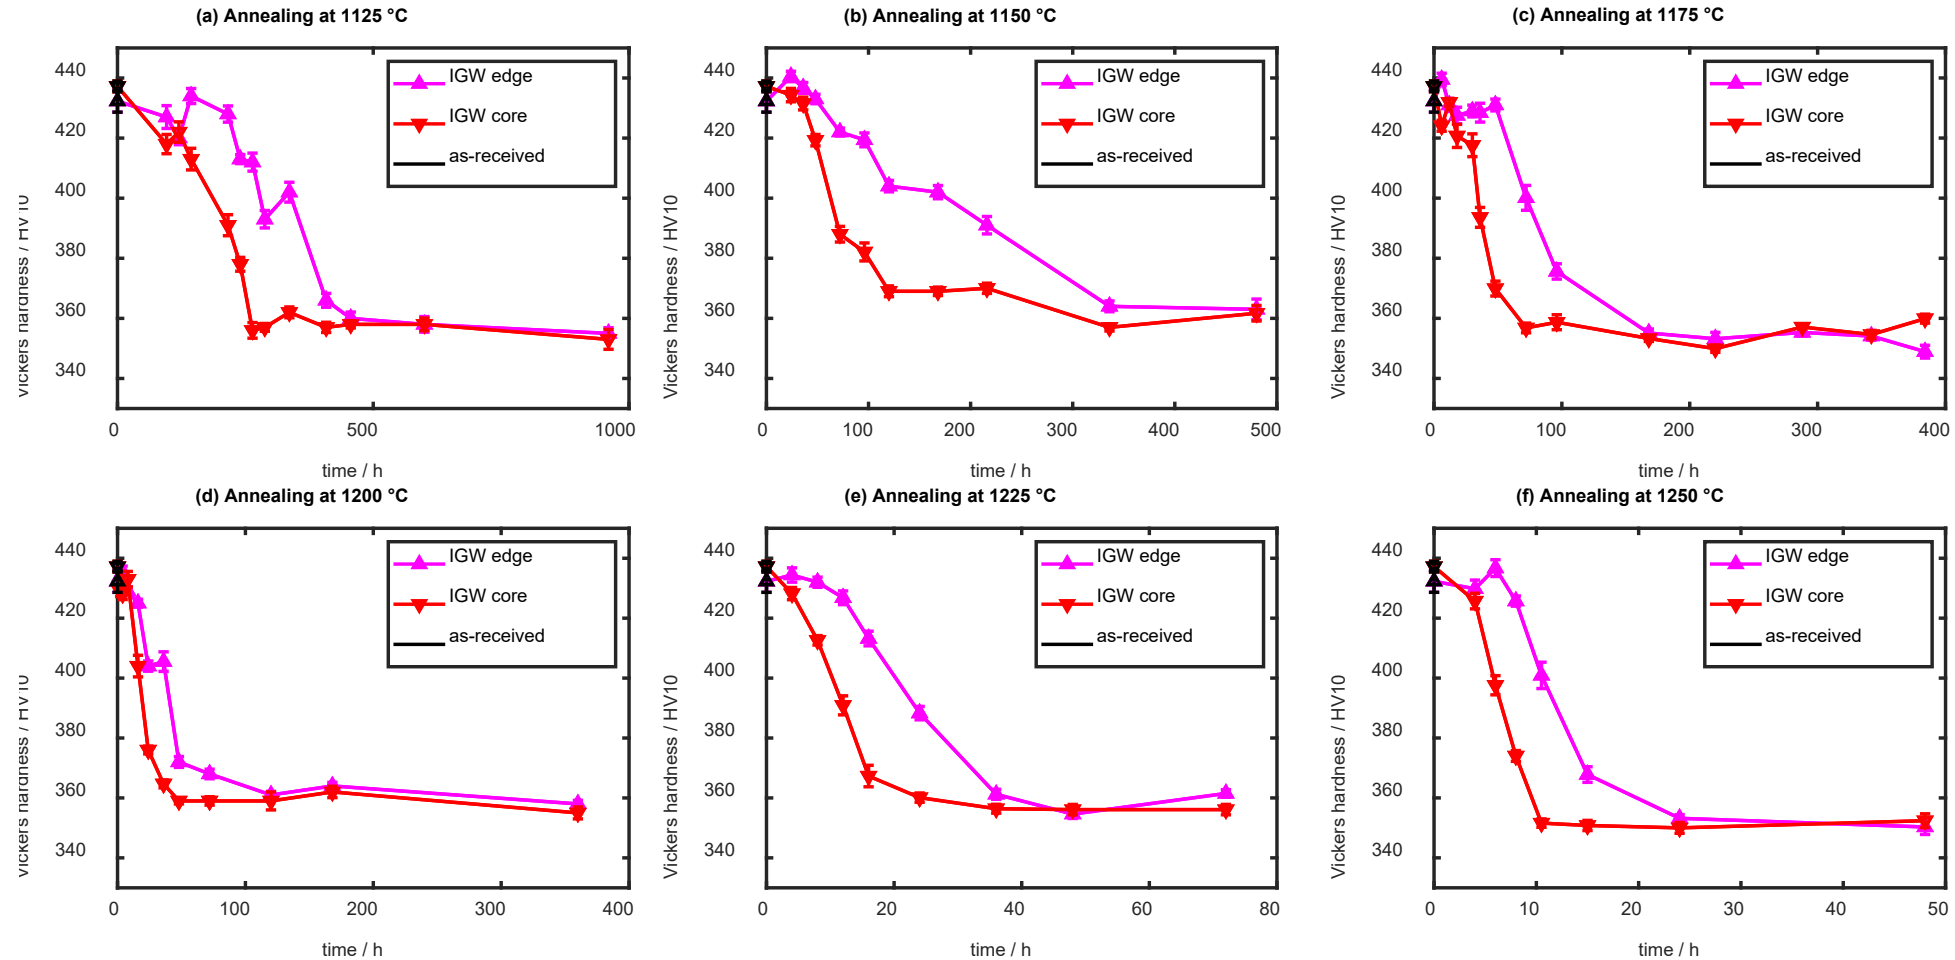 (a) Annealing at 1125 °C
440
420
400
380
360
340
Vickers hardness / HV10
0
500
1000
time / h
IGW edge
IGW core
as-received
(b) Annealing at 1150 °C
440
420
400
380
360
340
Vickers hardness / HV10
0
100
200
300
400
500
time / h
IGW edge
IGW core
as-received
(c) Annealing at 1175 °C
440
420
400
380
360
340
Vickers hardness / HV10
0
100
200
300
400
time / h
IGW edge
IGW core
as-received
(d) Annealing at 1200 °C
440
420
400
380
360
340
Vickers hardness / HV10
0
100
200
300
400
time / h
IGW edge
IGW core
as-received
(e) Annealing at 1225 °C
440
420
400
380
360
340
Vickers hardness / HV10
0
20
40
60
80
time / h
IGW edge
IGW core
as-received
(f) Annealing at 1250 °C
440
420
400
380
360
340
Vickers hardness / HV10
0
10
20
30
40
50
time / h
IGW edge
IGW core
as-received